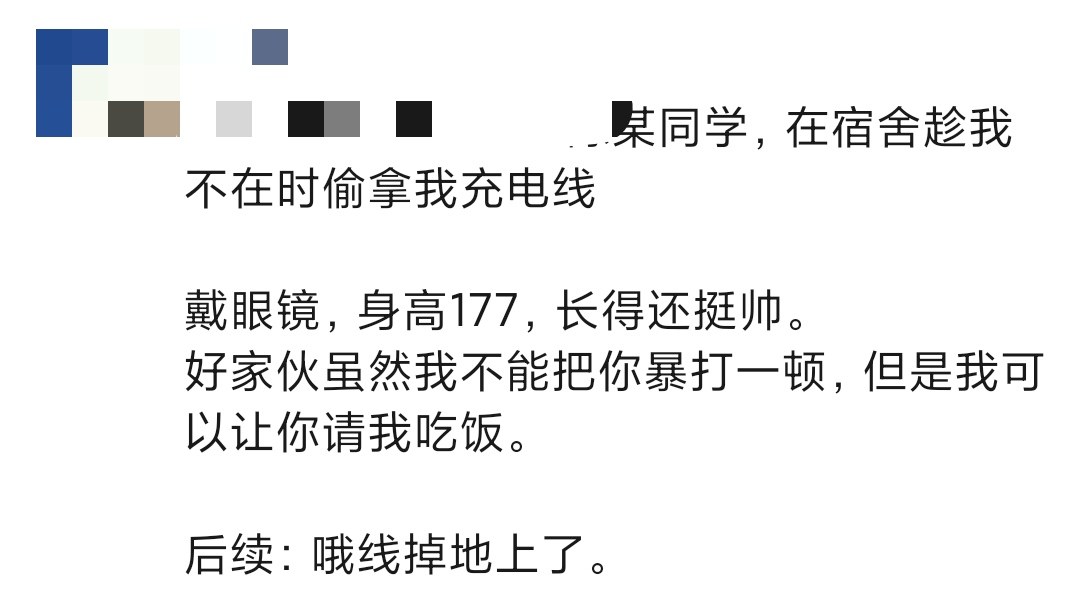 某同学，在宿舍趁我
不在时偷拿我充电线
戴眼镜，身高177，长得还挺帅。
好家伙虽然我不能把你暴打一顿，但是我可
以让你请我吃饭。
后续：哦线掉地上了。